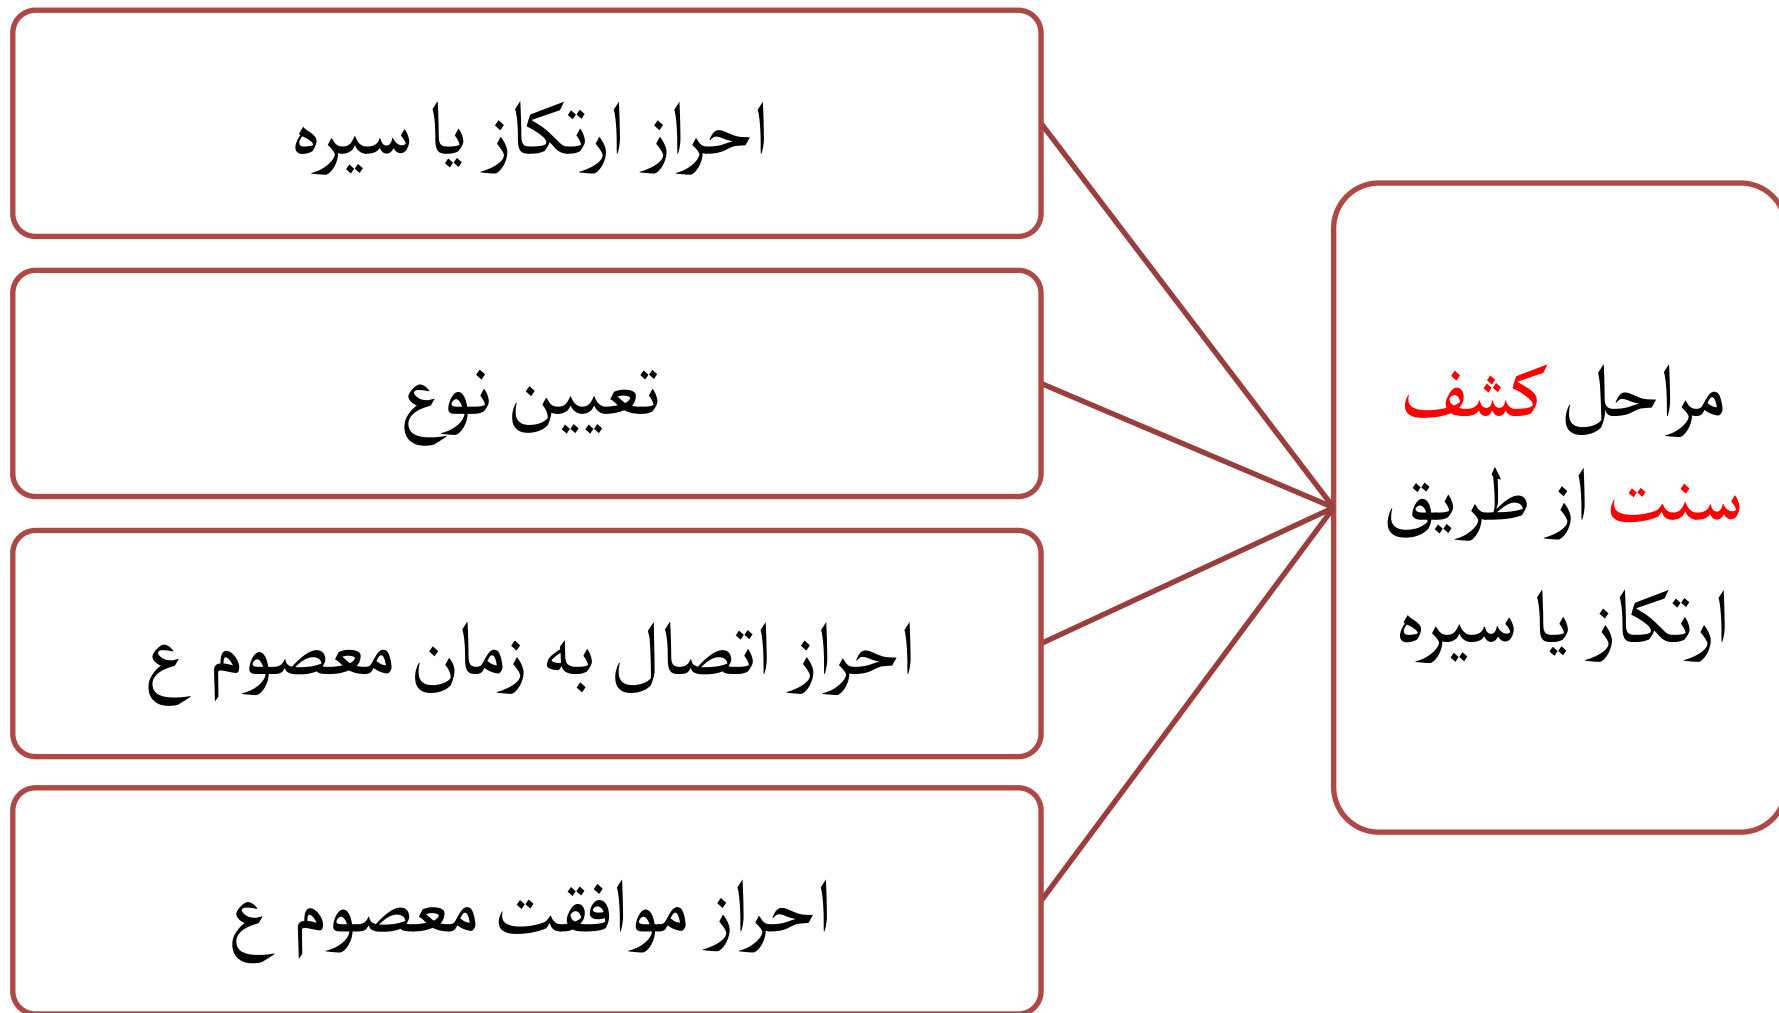 مراحل کشف
سنت از طریق
ارتکاز یا سیره
احراز ارتکاز یا سیره
تعیین نوع
احراز اتصال به زمان معصوم ع
احراز موافقت معصوم ع